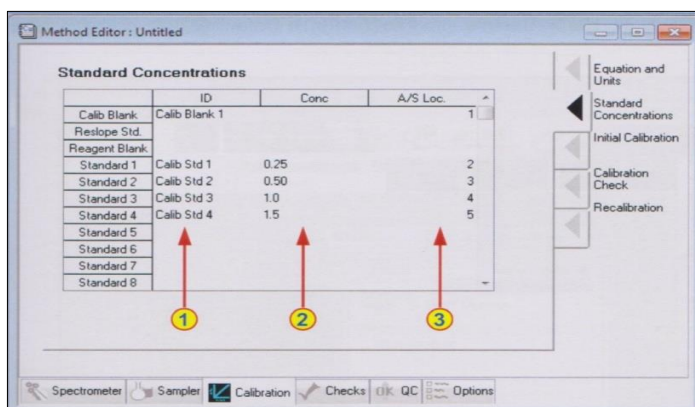 Method Editor : Untitled
Standard Concentrations
ID Conc A/S Loc.
Calib Blank Calib Blank 1 1
Reslope Std.
Reagent Blank
Standard 1 Calib Std 1 0.25 2
Standard 2 Calib Std 2 0.50 3
Standard 3 Calib Std 3 1.0 4
Standard 4 Calib Std 4 1.5 5
Standard 5
Standard 6
Standard 7
Standard 8
1 2 3
Equation and
Units
Standard
Concentrations
Initial Calibration
Calibration
Check
Recalibration
Spectrometer Sampler Calibration Checks OK QC Options